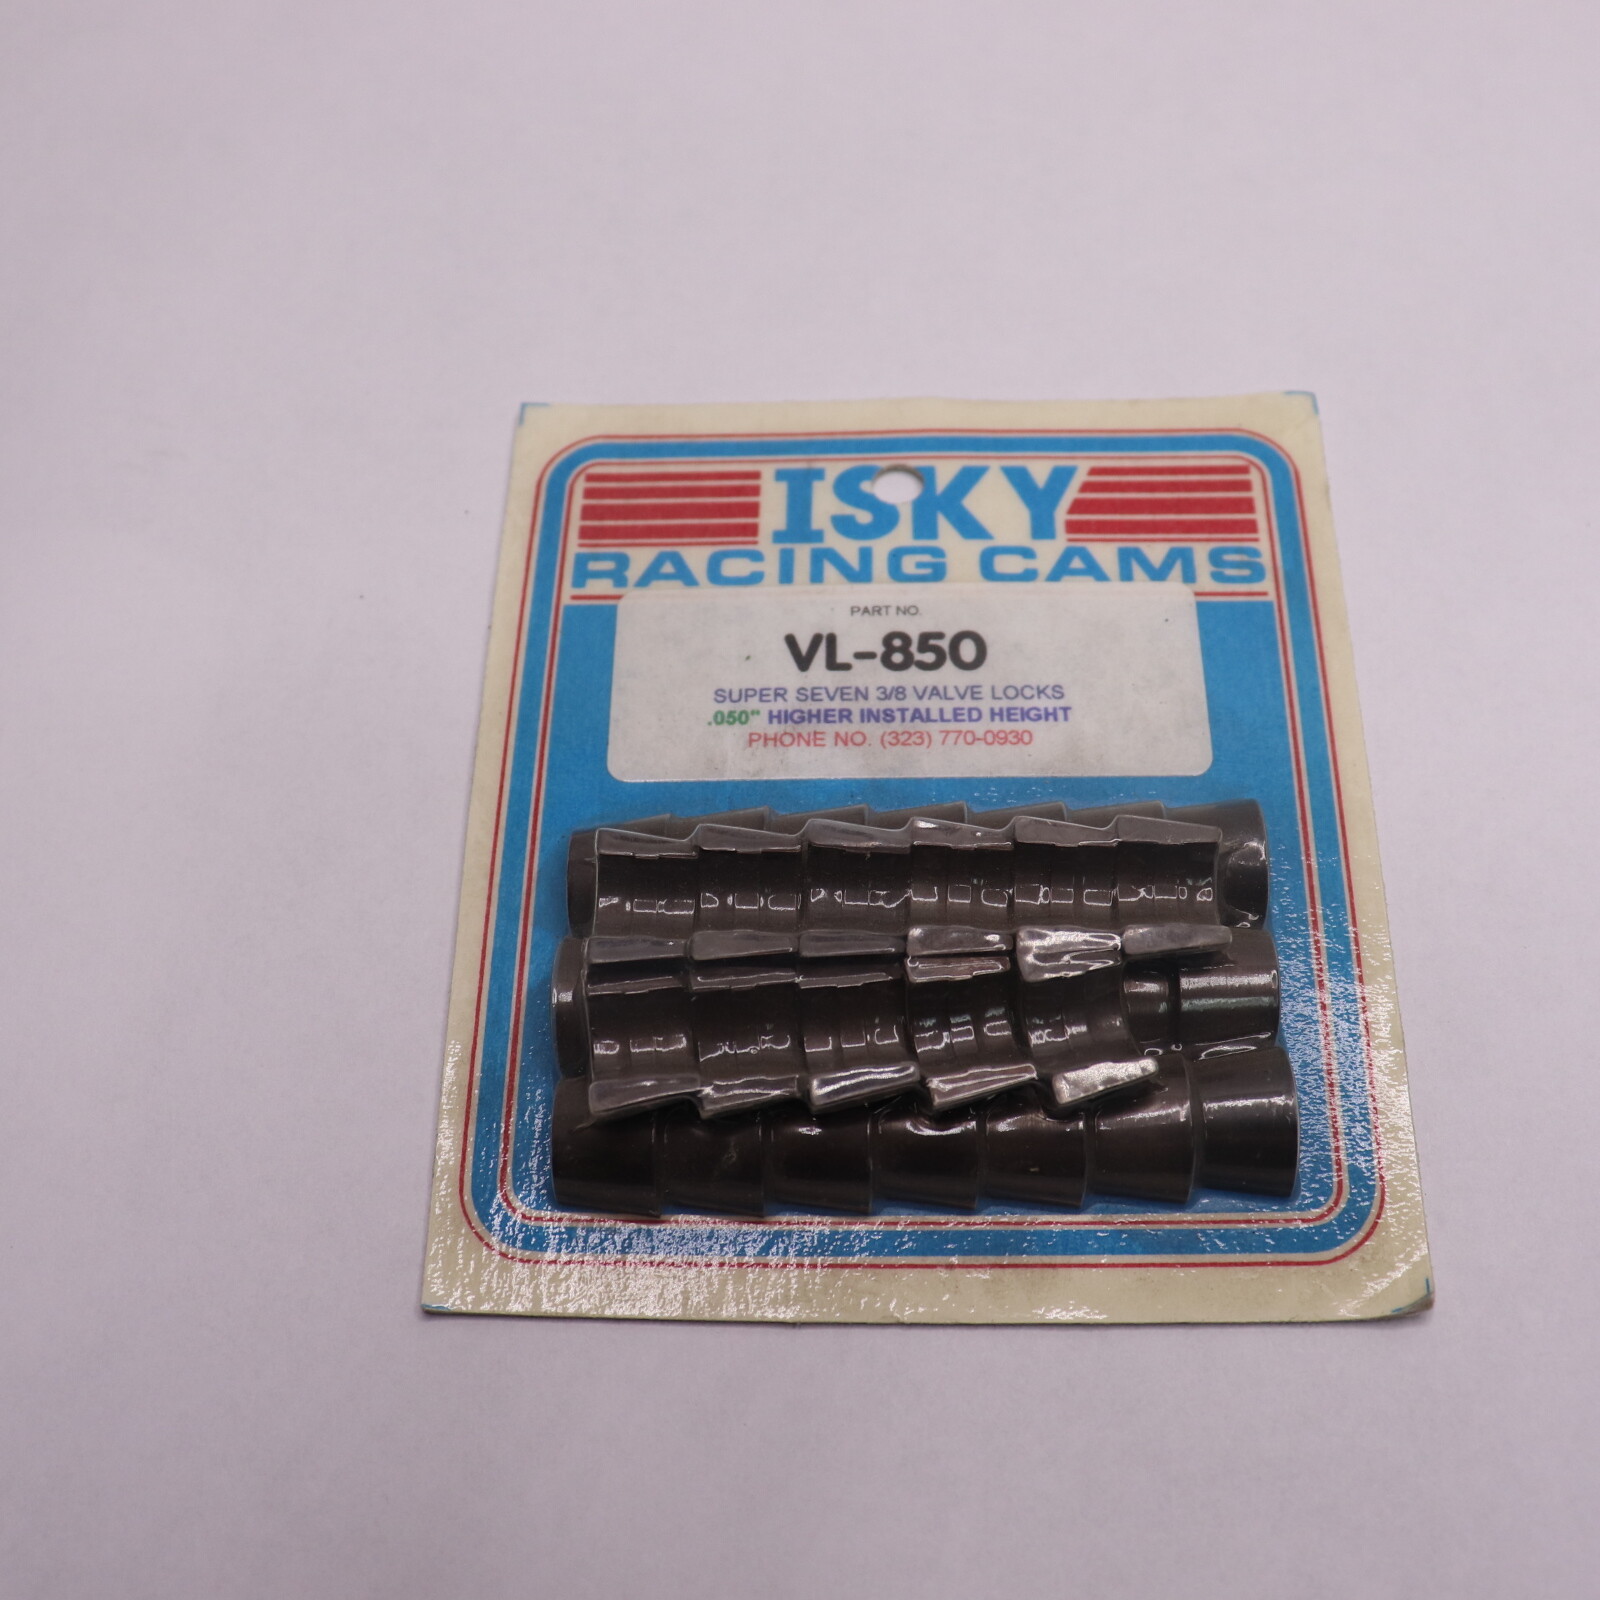 ISKY
RACING CAMS
PART NO.
VL-850
SUPER SEVEN 3/8 VALVE LOCKS
.050" HIGHER INSTALLED HEIGHT
PHONE NO. (323) 770-0930